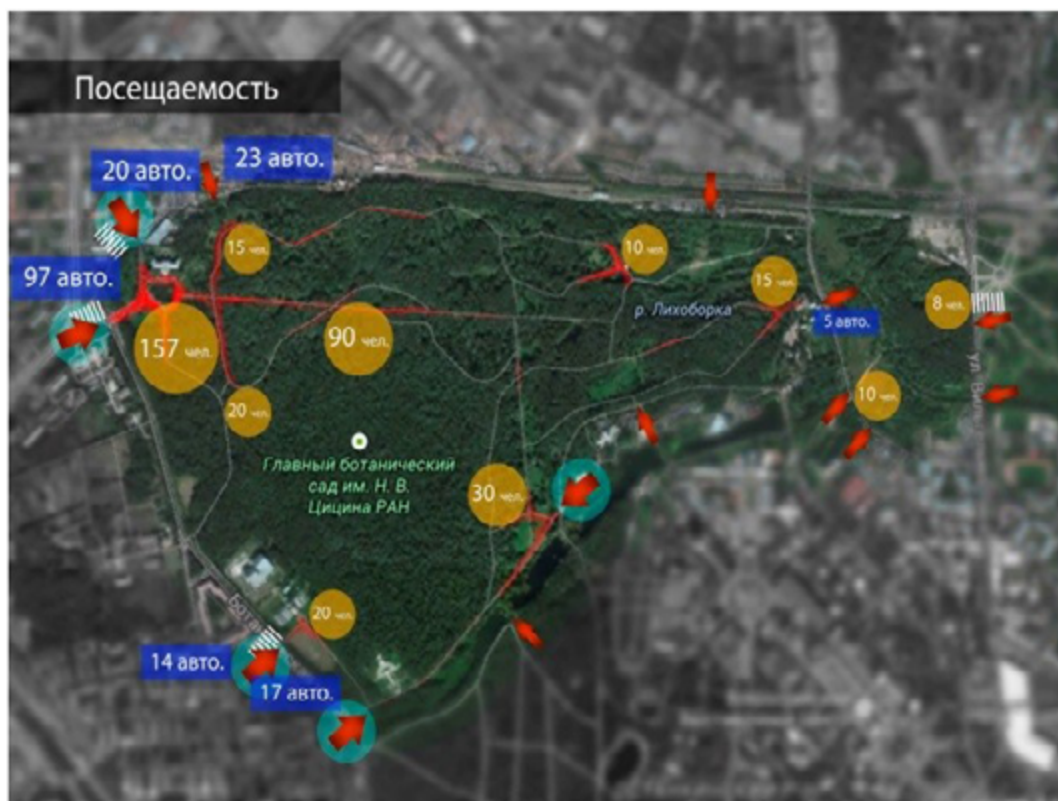 Посещаемость
23 авто.
20 авто.
97 авто.
15 чел.
10 чел.
15 чел.
8 чел.
р. Лихоборка
5 авто.
157 чел.
90 чел.
20 чел.
10 чел.
Главный ботанический
сад им. Н. В.
Цицина РАН
30 чел.
20 чел.
14 авто.
17 авто.